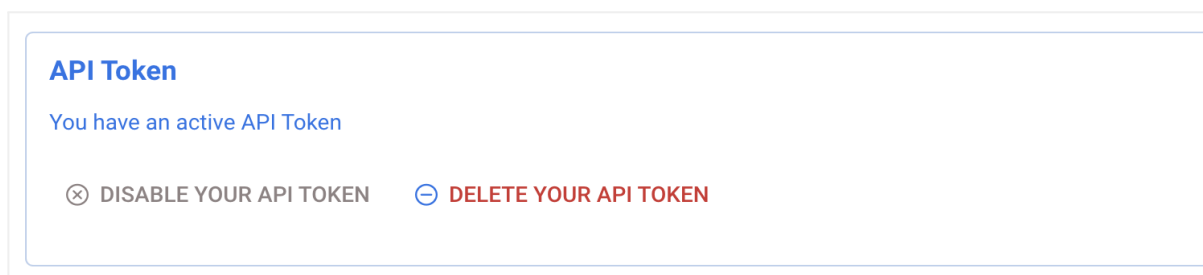 API Token
You have an active API Token
DISABLE YOUR API TOKEN DELETE YOUR API TOKEN